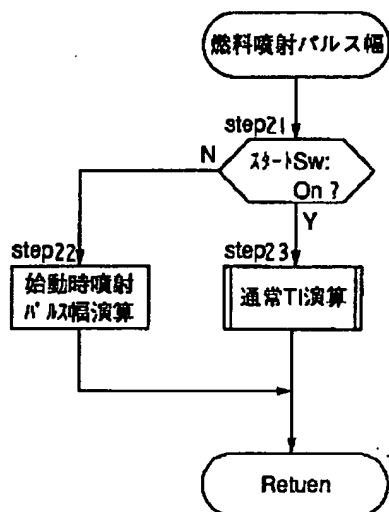 燃料噴射パルス幅
step21
スタートSw:
On ?
N
Y
step22
step23
始動時噴射
パルス幅演算
通常TI演算
Retuen